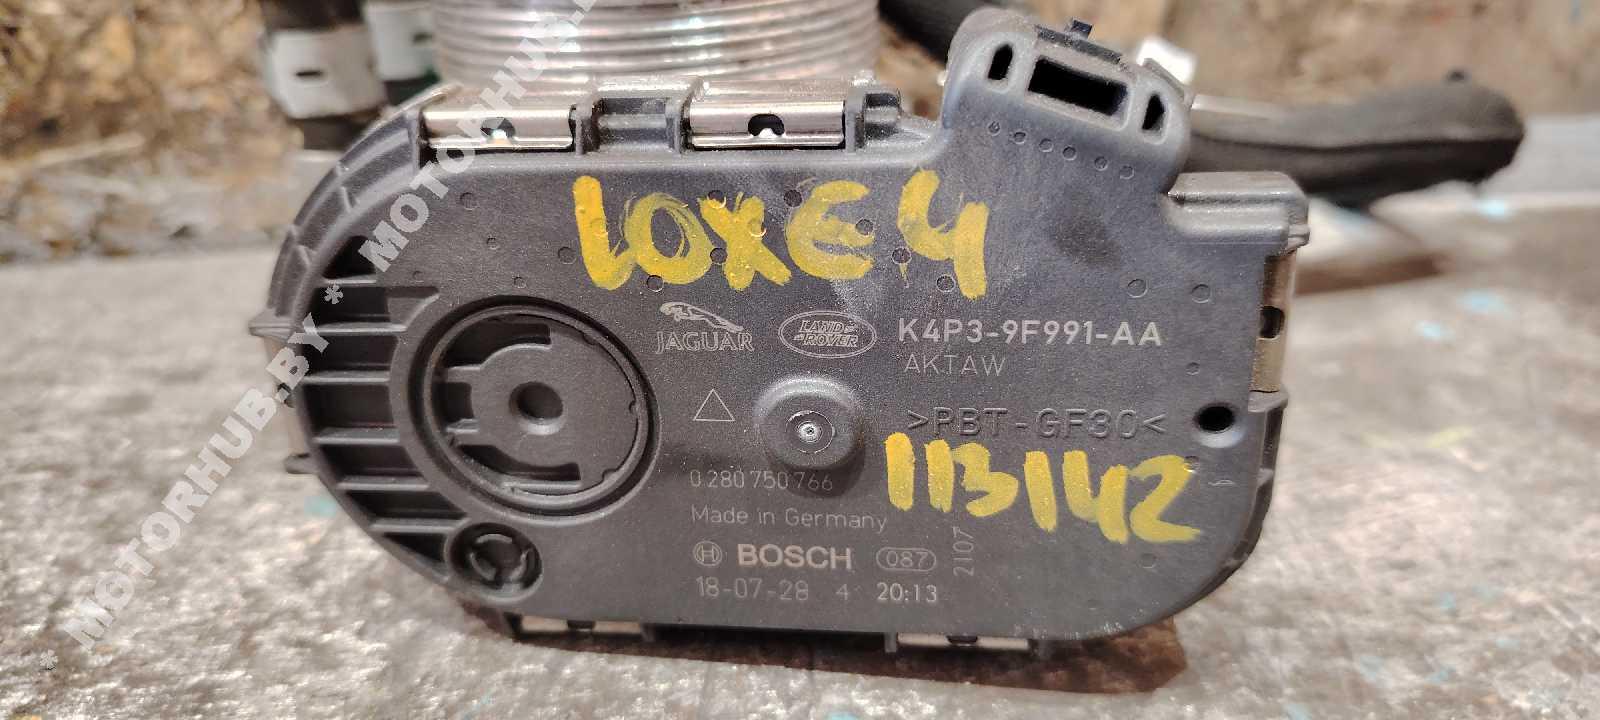 LOXE4
JAGUAR
LAND ROVER
K4P3-9F991-AA
AKTAW
>PBT-GF30<
113142
0 280 750 766
Made in Germany
BOSCH 087
2107
18-07-28 4 20:13
* MOTORHUB.BY * MOTORHUB.BY